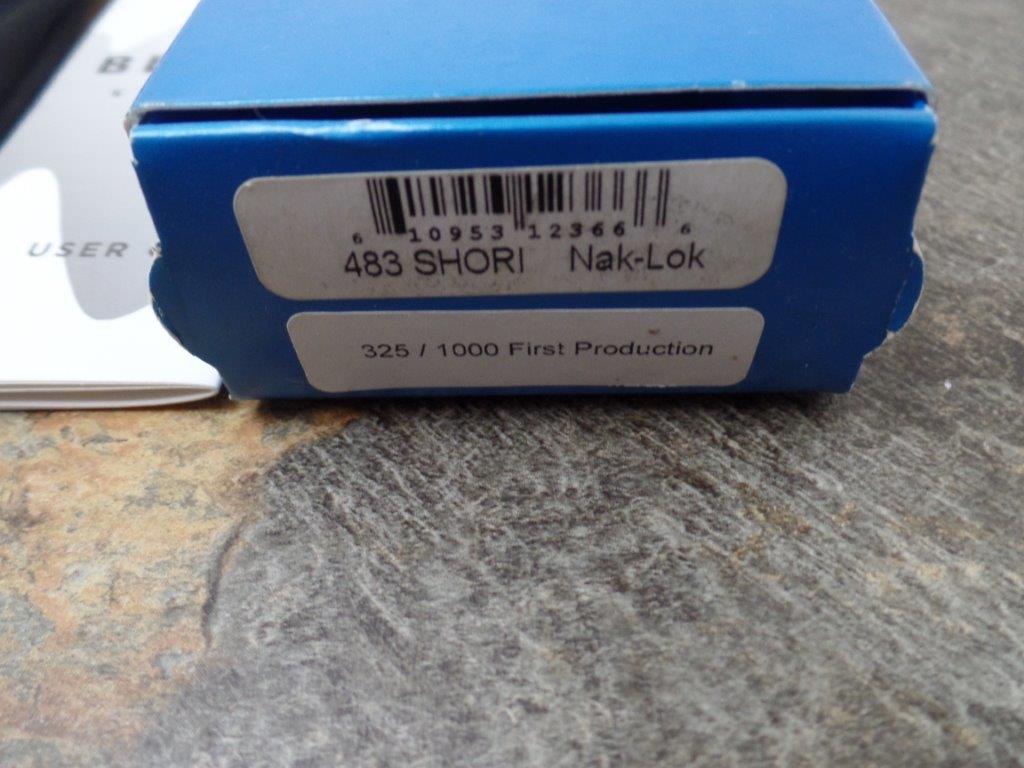 USER
6 10953 12366 6
483 SHORI Nak-Lok
325 / 1000 First Production